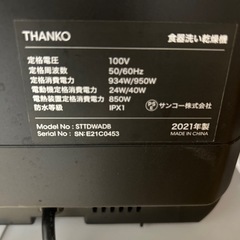 THANKO 食器洗い乾燥機
定格電圧 : 100V
定格周波数 : 50/60Hz
定格消費電力 : 934W/950W
電動機定格消費電力 : 24W/40W
電熱装置定格消費電力 : 850W
防水等級 : IPX1
サンコー株式会社
Model No : STTDWADB
Serial No : SN:E21C0453
2021年製
MADE IN CHINA